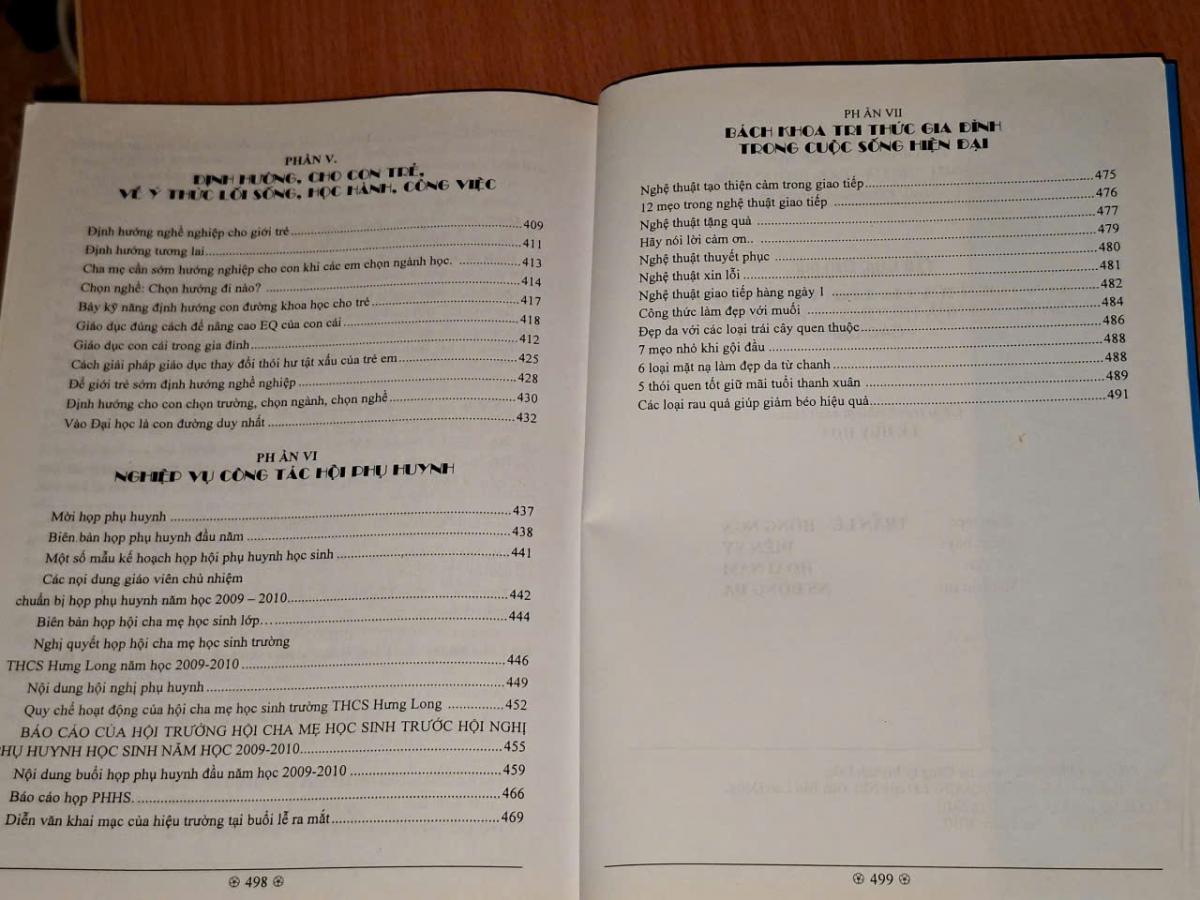 PHẦN V.
ĐỊNH HƯỚNG, CHO CON TRẺ,
VỀ Ý THỨC LỐI SỐNG, HỌC HÀNH, CÔNG VIỆC
Định hướng nghề nghiệp cho giới trẻ....................409
Định hướng tương lai....................411
Cha mẹ cần sớm hướng nghiệp cho con khi các em chọn ngành học. ....................413
Chọn nghề: Chọn hướng đi nào? ....................414
Bảy kỹ năng định hướng con đường khoa học cho trẻ....................417
Giáo dục đúng cách để nâng cao EQ của con cái....................418
Giáo dục con cái trong gia đình....................412
Cách giải pháp giáo dục thay đổi thói hư tật xấu của trẻ em....................425
Để giới trẻ sớm định hướng nghề nghiệp....................428
Định hướng cho con chọn trường, chọn ngành, chọn nghề....................430
Vào Đại học là con đường duy nhất....................432
PH ẦN VI
NGHIỆP VỤ CÔNG TÁC HỘI PHỤ HUYNH
Mời họp phụ huynh....................437
Biên bản họp phụ huynh đầu năm....................438
Một số mẫu kế hoạch họp hội phụ huynh học sinh....................441
Các nội dung giáo viên chủ nhiệm
chuẩn bị họp phụ huynh năm học 2009 – 2010....................442
Biên bản họp hội cha mẹ học sinh lớp....................444
Nghị quyết họp hội cha mẹ học sinh trường
THCS Hưng Long năm học 2009-2010....................446
Nội dung hội nghị phụ huynh....................449
Quy chế hoạt động của hội cha mẹ học sinh trường THCS Hưng Long ....................452
BÁO CÁO CỦA HỘI TRƯỞNG HỘI CHA MẸ HỌC SINH TRƯỚC HỘI NGHỊ
PHỤ HUYNH HỌC SINH NĂM HỌC 2009-2010....................455
Nội dung buổi họp phụ huynh đầu năm học 2009-2010....................459
Báo cáo họp PHHS.....................466
Diễn văn khai mạc của hiệu trường tại buổi lễ ra mắt....................469
498
PH ẦN VII
BÁCH KHOA TRI THỨC GIA ĐÌNH
TRONG CUỘC SỐNG HIỆN ĐẠI
Nghệ thuật tạo thiện cảm trong giao tiếp....................475
12 mẹo trong nghệ thuật giao tiếp ....................476
Nghệ thuật tặng quà ....................477
Hãy nói lời cảm ơn.. ....................479
Nghệ thuật thuyết phục ....................480
Nghệ thuật xin lỗi....................481
Nghệ thuật giao tiếp hàng ngày 1 ....................482
Công thức làm đẹp với muối ....................484
Đẹp da với các loại trái cây quen thuộc....................486
7 mẹo nhỏ khi gội đầu ....................488
6 loại mặt nạ làm đẹp da từ chanh....................488
5 thói quen tốt giữ mãi tuổi thanh xuân ....................489
Các loại rau quả giúp giảm béo hiệu quả....................491
499